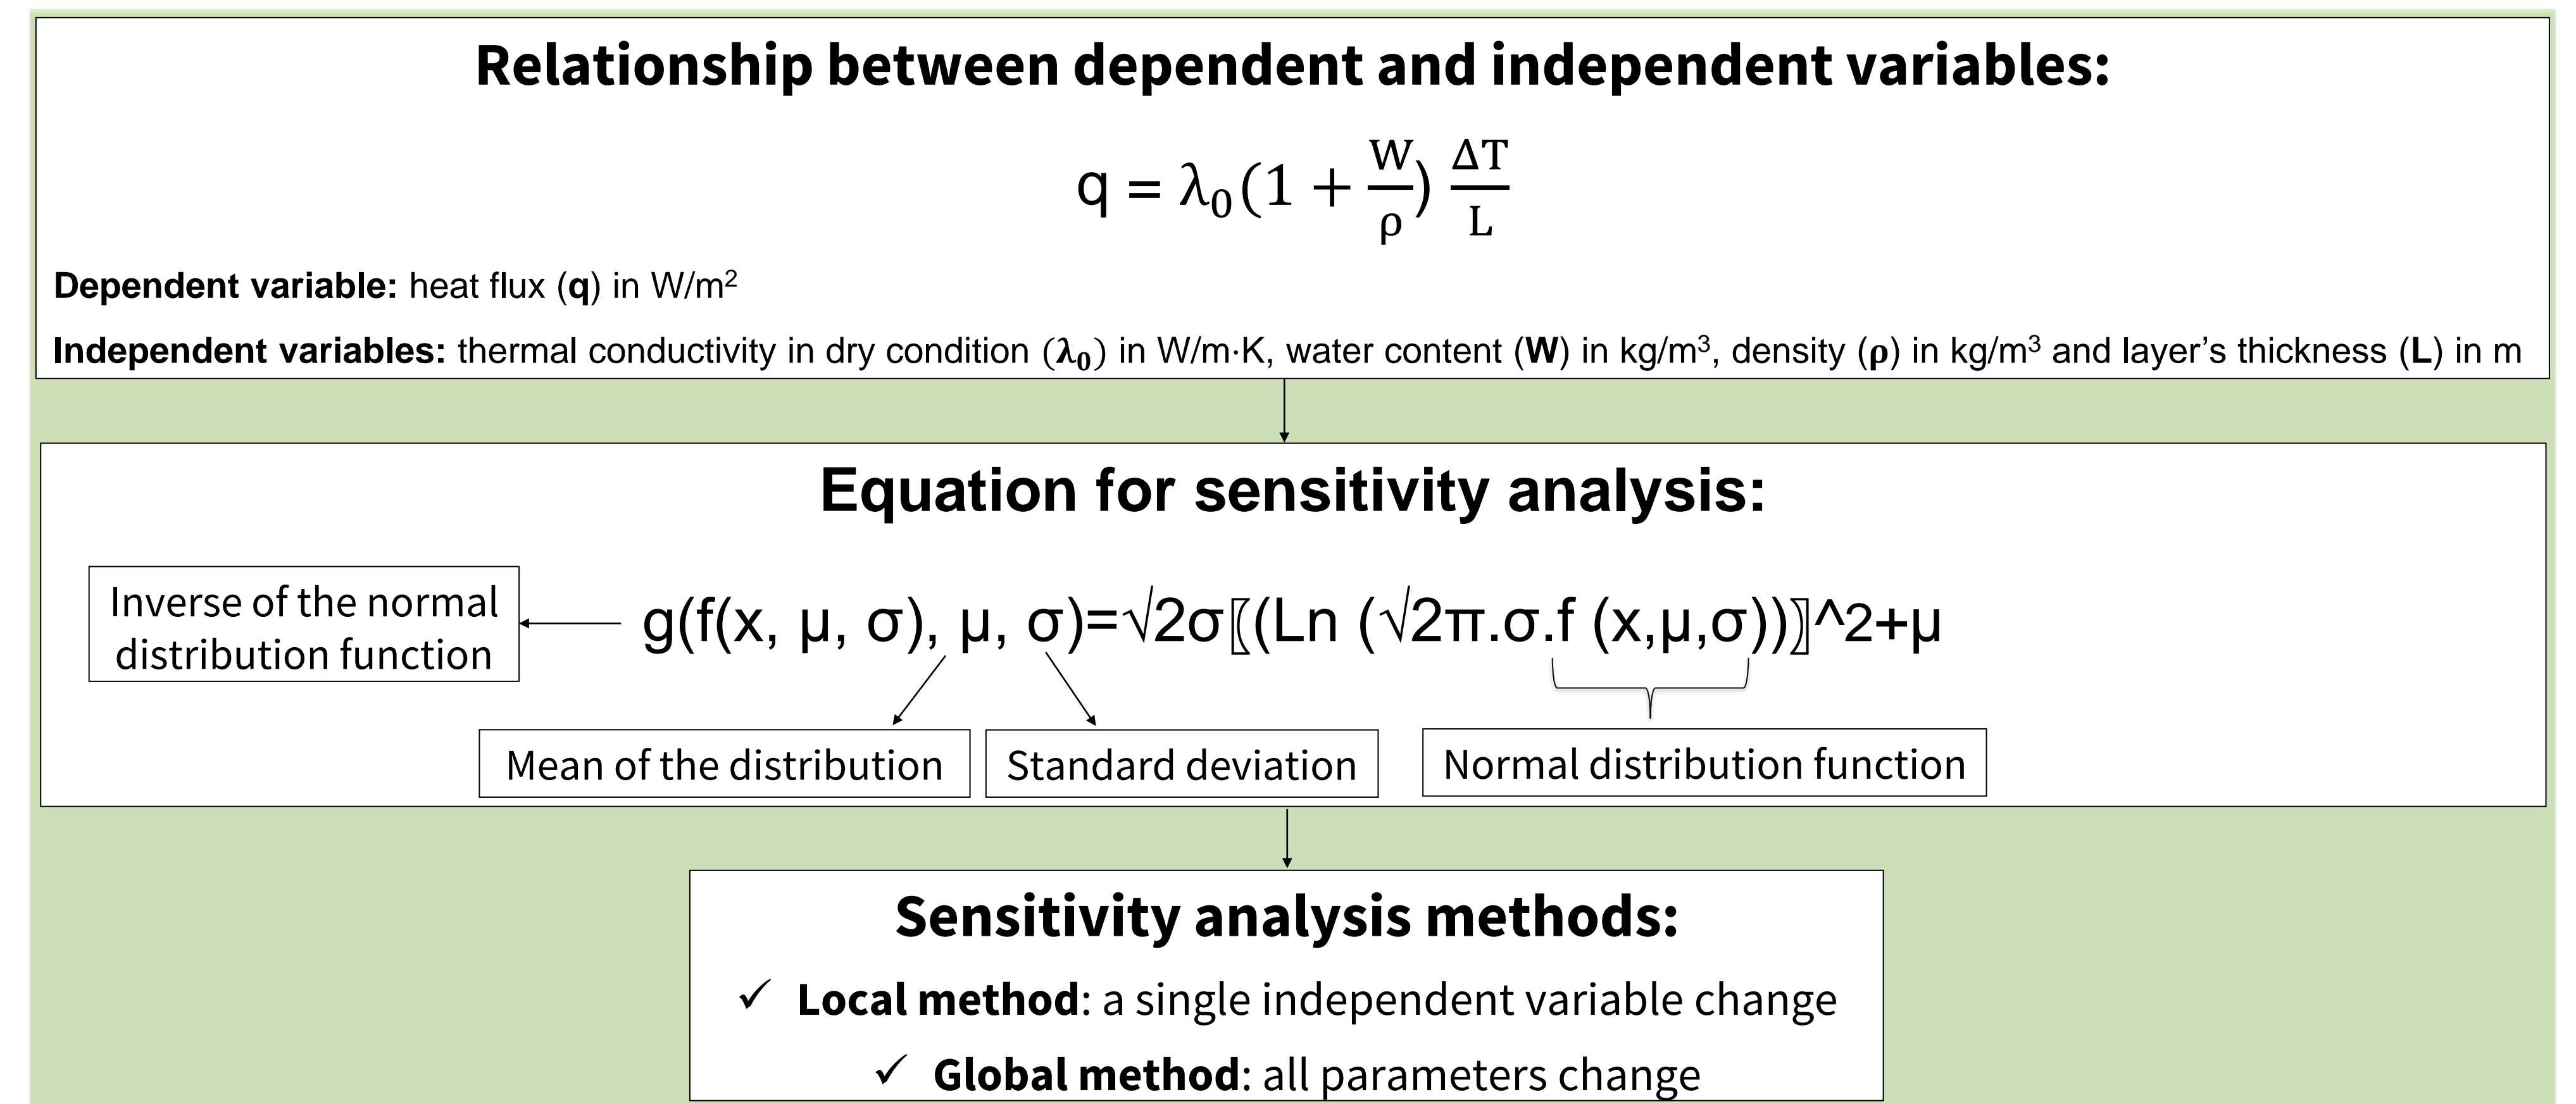 Relationship between dependent and independent variables:
q = λ₀(1 + W/ρ) ΔT/L
Dependent variable: heat flux (q) in W/m²
Independent variables: thermal conductivity in dry condition (λ₀) in W/m·K, water content (W) in kg/m³, density (ρ) in kg/m³ and layer’s thickness (L) in m
Equation for sensitivity analysis:
Inverse of the normal
distribution function
g(f(x, μ, σ), μ, σ)=√2σ〖(Ln (√2π.σ.f (x,μ,σ))〗^2+μ
Mean of the distribution
Standard deviation
Normal distribution function
Sensitivity analysis methods:
✓ Local method: a single independent variable change
✓ Global method: all parameters change